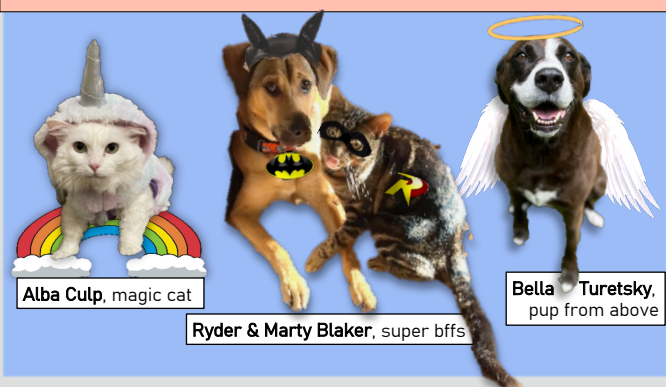 Alba Culp, magic cat
Ryder & Marty Blaker, super bffs
Bella Turetsky,
pup from above